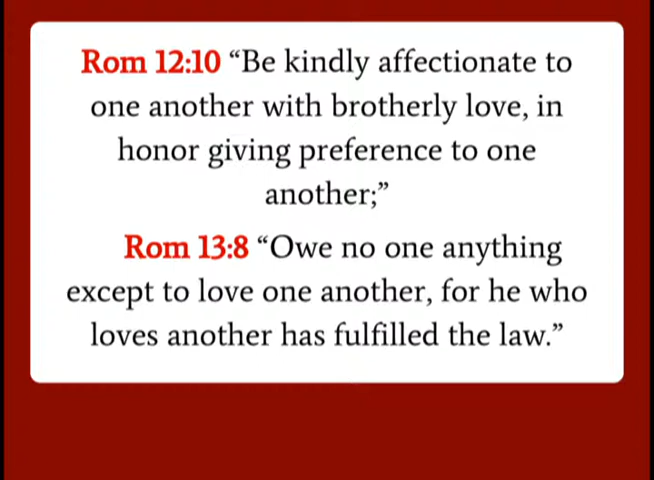 Rom 12:10 “Be kindly affectionate to
one another with brotherly love, in
honor giving preference to one
another;”
Rom 13:8 “Owe no one anything
except to love one another, for he who
loves another has fulfilled the law.”